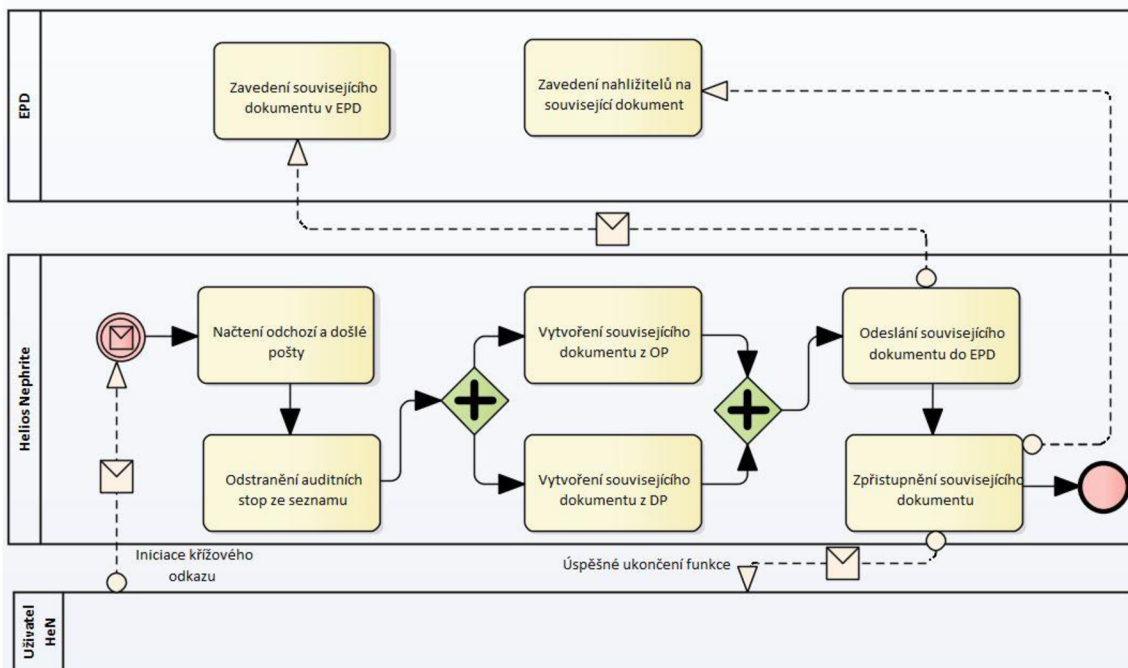 EPD
Zavedení souvisejícího
dokumentu v EPD
Zavedení nahližitelů na
související dokument
Helios Nephrite
Načtení odchozí a došlé
pošty
Odstranění auditních
stop ze seznamu
Vytvoření souvisejícího
dokumentu z OP
Vytvoření souvisejícího
dokumentu z DP
Odeslání souvisejícího
dokumentu do EPD
Zpřistupnění souvisejícího
dokumentu
Iniciace křížového
odkazu
Úspěšné ukončení funkce
Uživatel
HeN